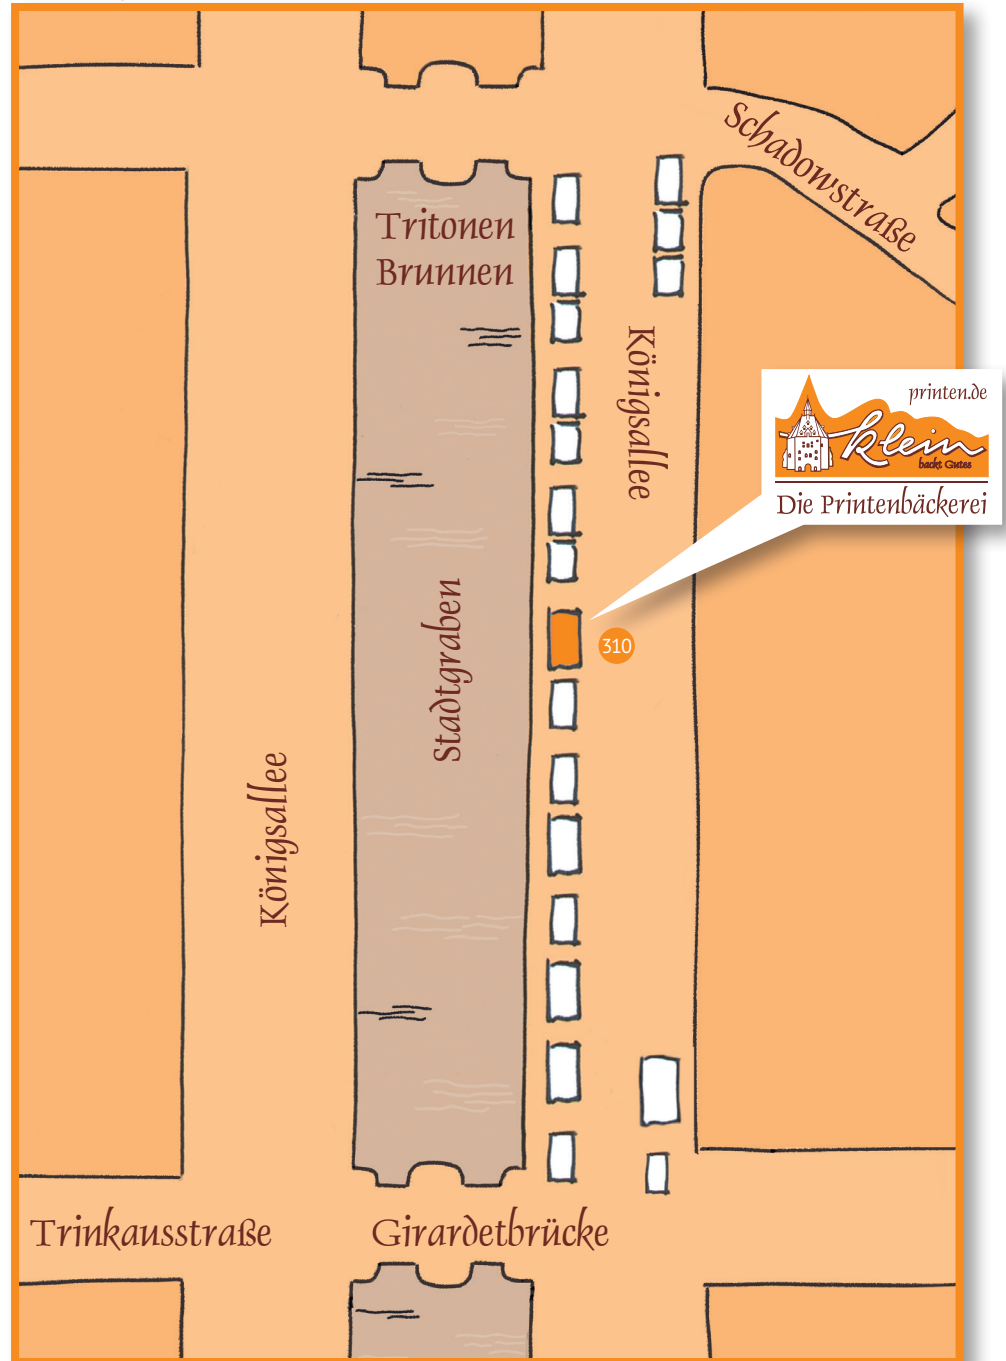 Schadowstraße
Tritonen
Brunnen
Königsallee
printen.de
klein
backt Gutes
Die Printenbäckerei
Stadtgraben
310
Königsallee
Trinkausstraße
Girardetbrücke